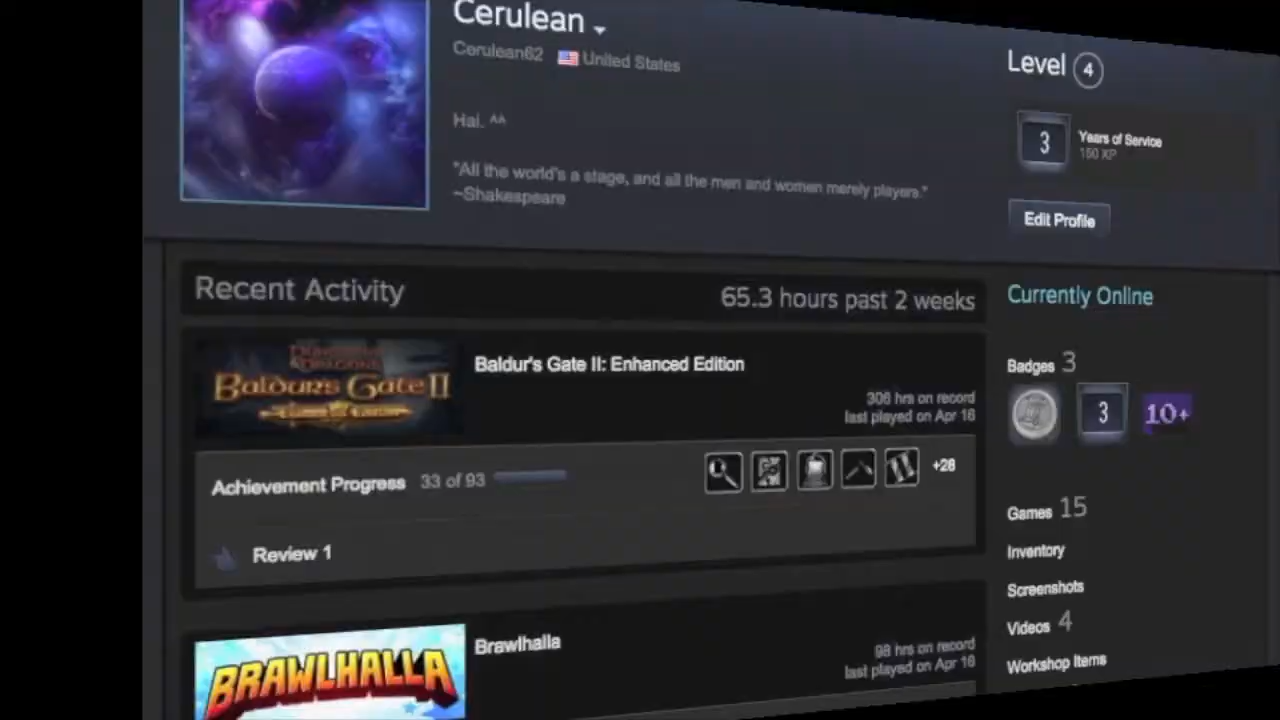 Cerulean
Cerulean62 United States
Hai. ^^
"All the world's a stage, and all the men and women merely players."
~Shakespeare
Level 4
3 Years of Service
150 XP
Edit Profile
Recent Activity 65.3 hours past 2 weeks
DUNGEONS & DRAGONS
BALDUR'S GATE II
Baldur's Gate II: Enhanced Edition
306 hrs on record
last played on Apr 16
Achievement Progress 33 of 93 +28
Review 1
BRAWLHALLA
Brawlhalla
98 hrs on record
last played on Apr 16
Currently Online
Badges 3
3 10+
Games 15
Inventory
Screenshots
Videos 4
Workshop Items